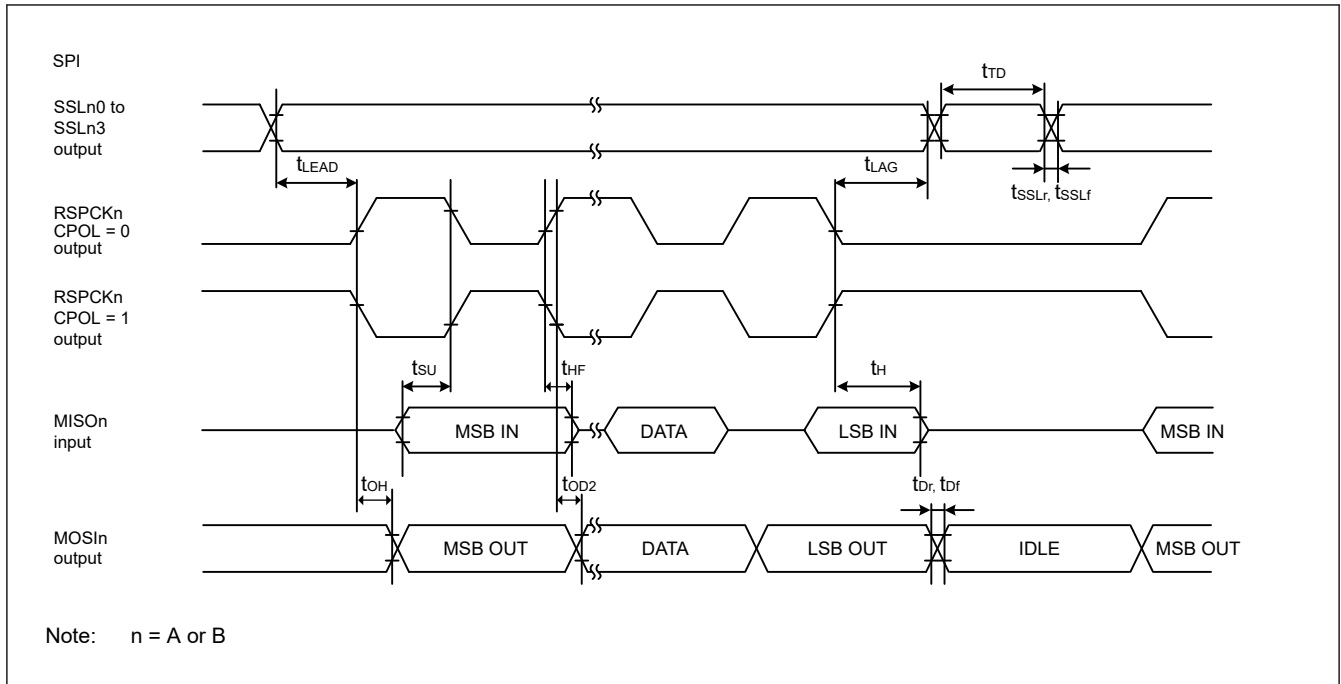 SPI
tTD
SSLn0 to
SSLn3
output
tLEAD
tLAG
tSSLr, tSSLf
RSPCKn
CPOL = 0
output
RSPCKn
CPOL = 1
output
tSU
tHF
tH
MISOn
input
MSB IN
DATA
LSB IN
MSB IN
tOH
tOD2
tDr, tDf
MOSIn
output
MSB OUT
DATA
LSB OUT
IDLE
MSB OUT
Note: n = A or B